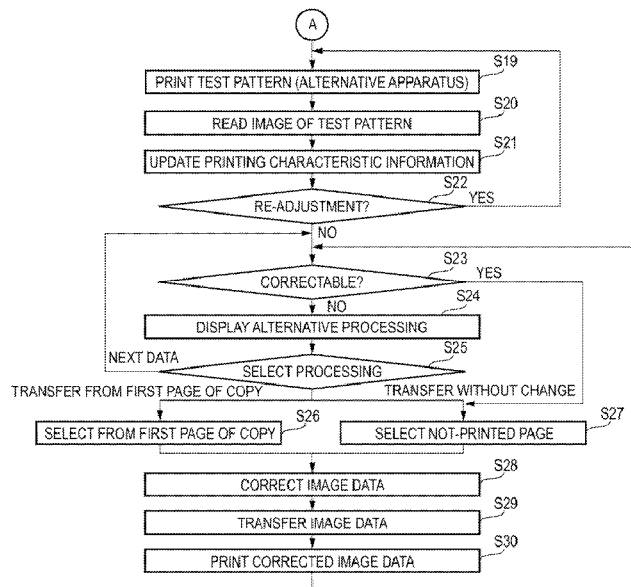 A
S19
PRINT TEST PATTERN (ALTERNATIVE APPARATUS)
S20
READ IMAGE OF TEST PATTERN
S21
UPDATE PRINTING CHARACTERISTIC INFORMATION
S22
RE-ADJUSTMENT?
YES
NO
S23
CORRECTABLE?
YES
NO
S24
DISPLAY ALTERNATIVE PROCESSING
S25
NEXT DATA
SELECT PROCESSING
TRANSFER FROM FIRST PAGE OF COPY
TRANSFER WITHOUT CHANGE
S26
SELECT FROM FIRST PAGE OF COPY
S27
SELECT NOT-PRINTED PAGE
S28
CORRECT IMAGE DATA
S29
TRANSFER IMAGE DATA
S30
PRINT CORRECTED IMAGE DATA